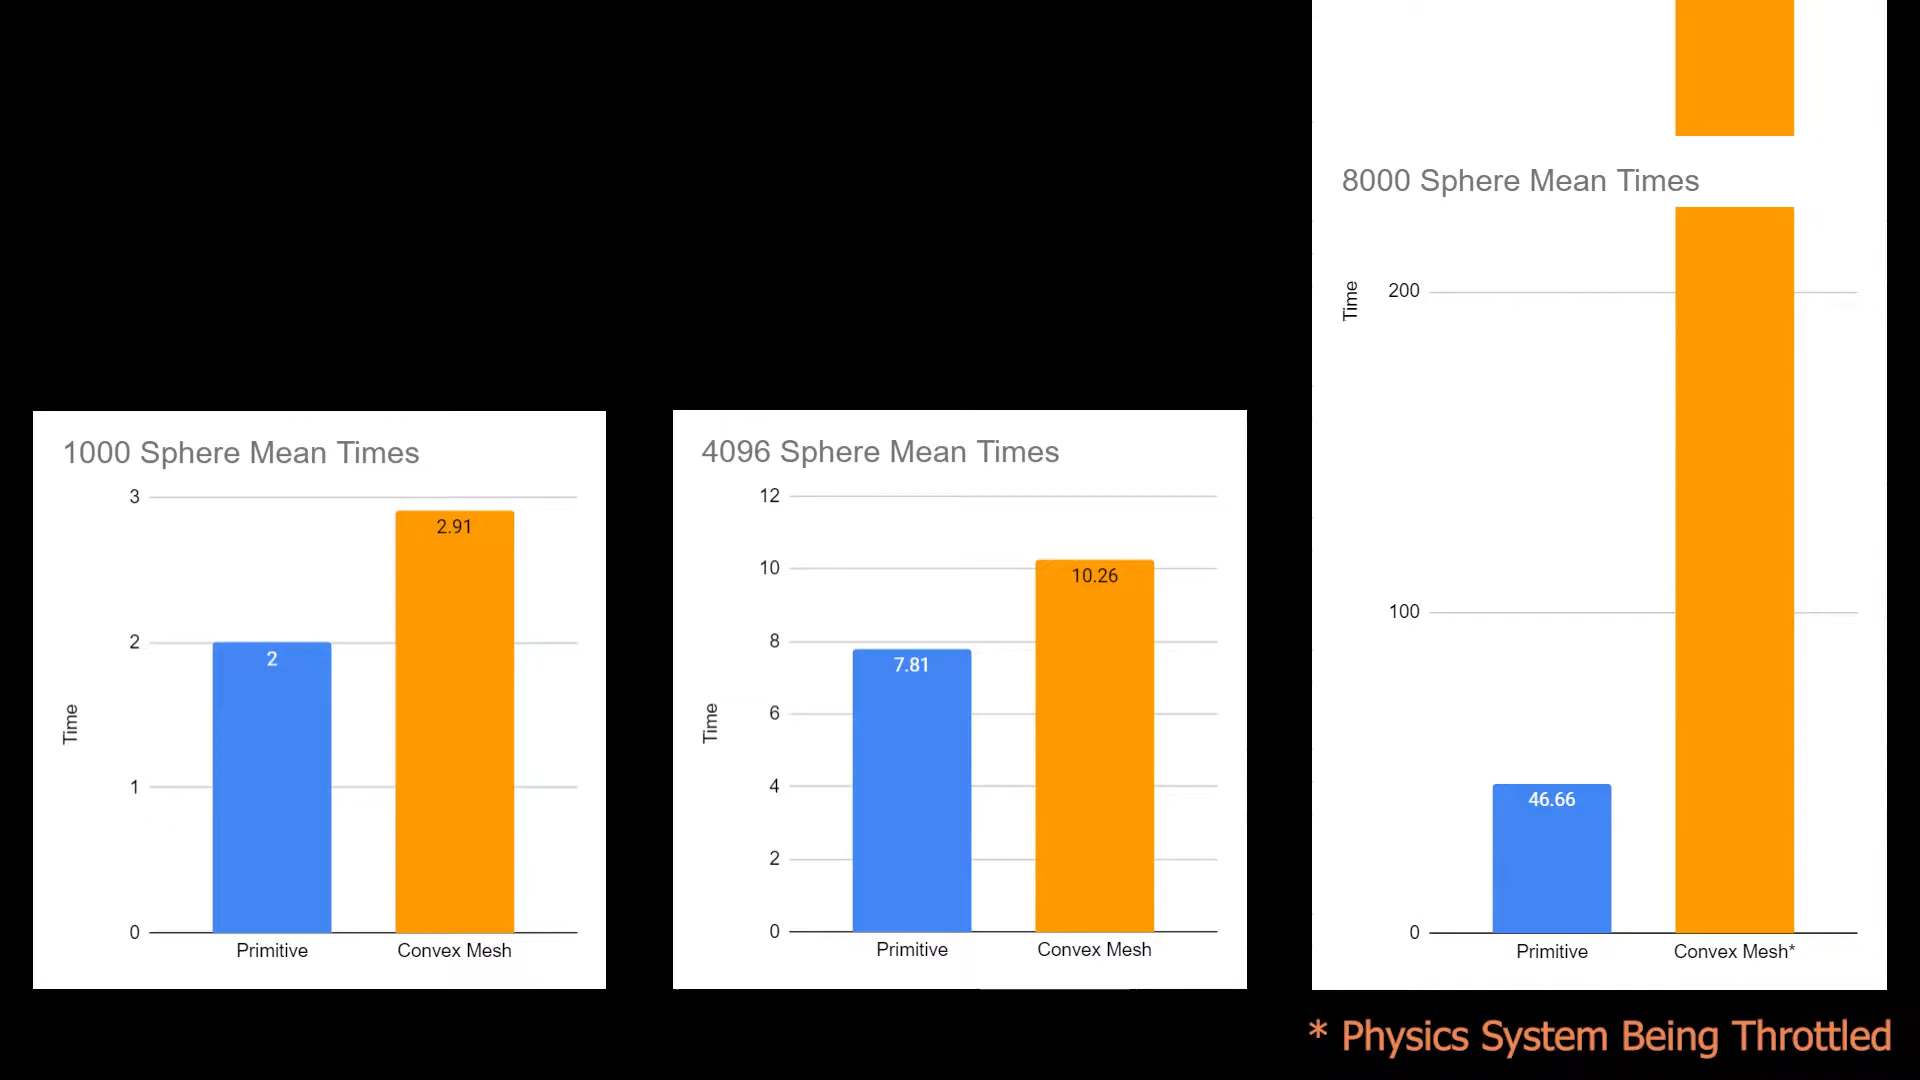 1000 Sphere Mean Times
3
2.91
2
2
Time
1
0
Primitive Convex Mesh
4096 Sphere Mean Times
12
10
10.26
8
7.81
6
Time
4
2
0
Primitive Convex Mesh
8000 Sphere Mean Times
Time
200
100
46.66
0
Primitive Convex Mesh*
* Physics System Being Throttled